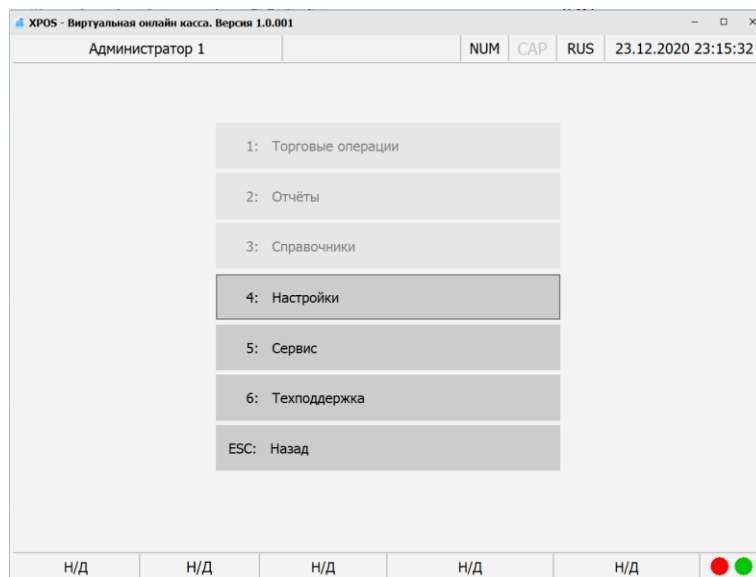 XPOS - Виртуальная онлайн касса. Версия 1.0.001
Администратор 1 NUM CAP RUS 23.12.2020 23:15:32
1: Торговые операции
2: Отчёты
3: Справочники
4: Настройки
5: Сервис
6: Техподдержка
ESC: Назад
Н/Д Н/Д Н/Д Н/Д Н/Д